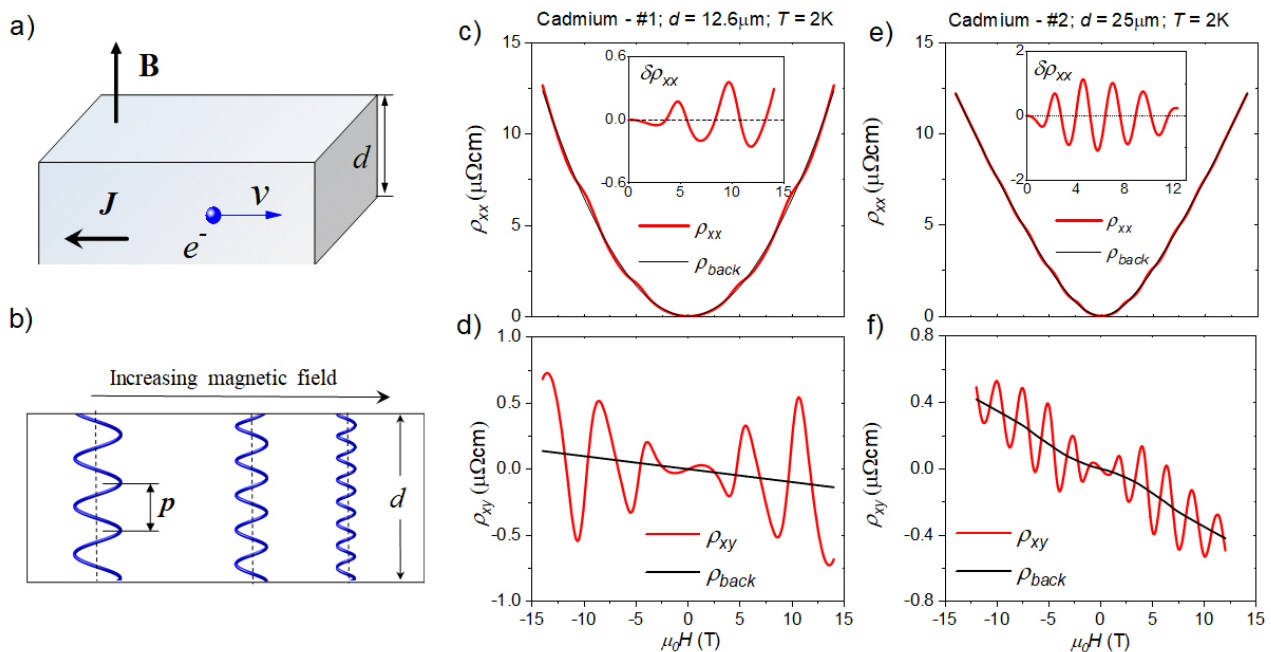 a)
B
d
J
v
e-
b)
Increasing magnetic field
p
d
Cadmium - #1; d = 12.6μm; T = 2K
c)
15
10
5
0
ρxx (μΩcm)
0.6
0.0
-0.6
0
5
10
15
δρxx
ρxx
ρback
d)
1.0
0.5
0.0
-0.5
-1.0
ρxy (μΩcm)
ρxy
ρback
-15
-10
-5
0
5
10
15
μ0H (T)
Cadmium - #2; d = 25μm; T = 2K
e)
15
10
5
0
ρxx (μΩcm)
2
0
-2
0
4
8
12
δρxx
ρxx
ρback
f)
0.8
0.4
0.0
-0.4
-0.8
ρxy (μΩcm)
ρxy
ρback
-15
-10
-5
0
5
10
15
μ0H (T)